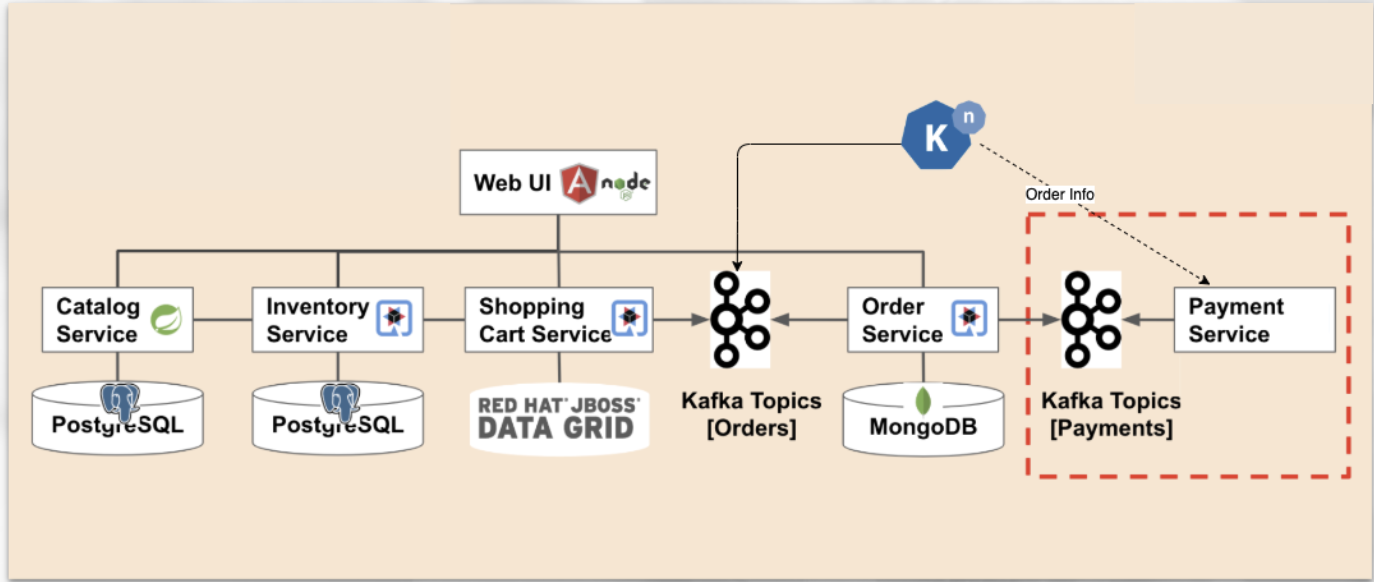 K
n
Order Info
Web UI
A
node
JS
Catalog
Service
Inventory
Service
Shopping
Cart Service
Order
Service
Payment
Service
PostgreSQL
PostgreSQL
RED HAT® JBOSS®
DATA GRID
Kafka Topics
[Orders]
MongoDB
Kafka Topics
[Payments]